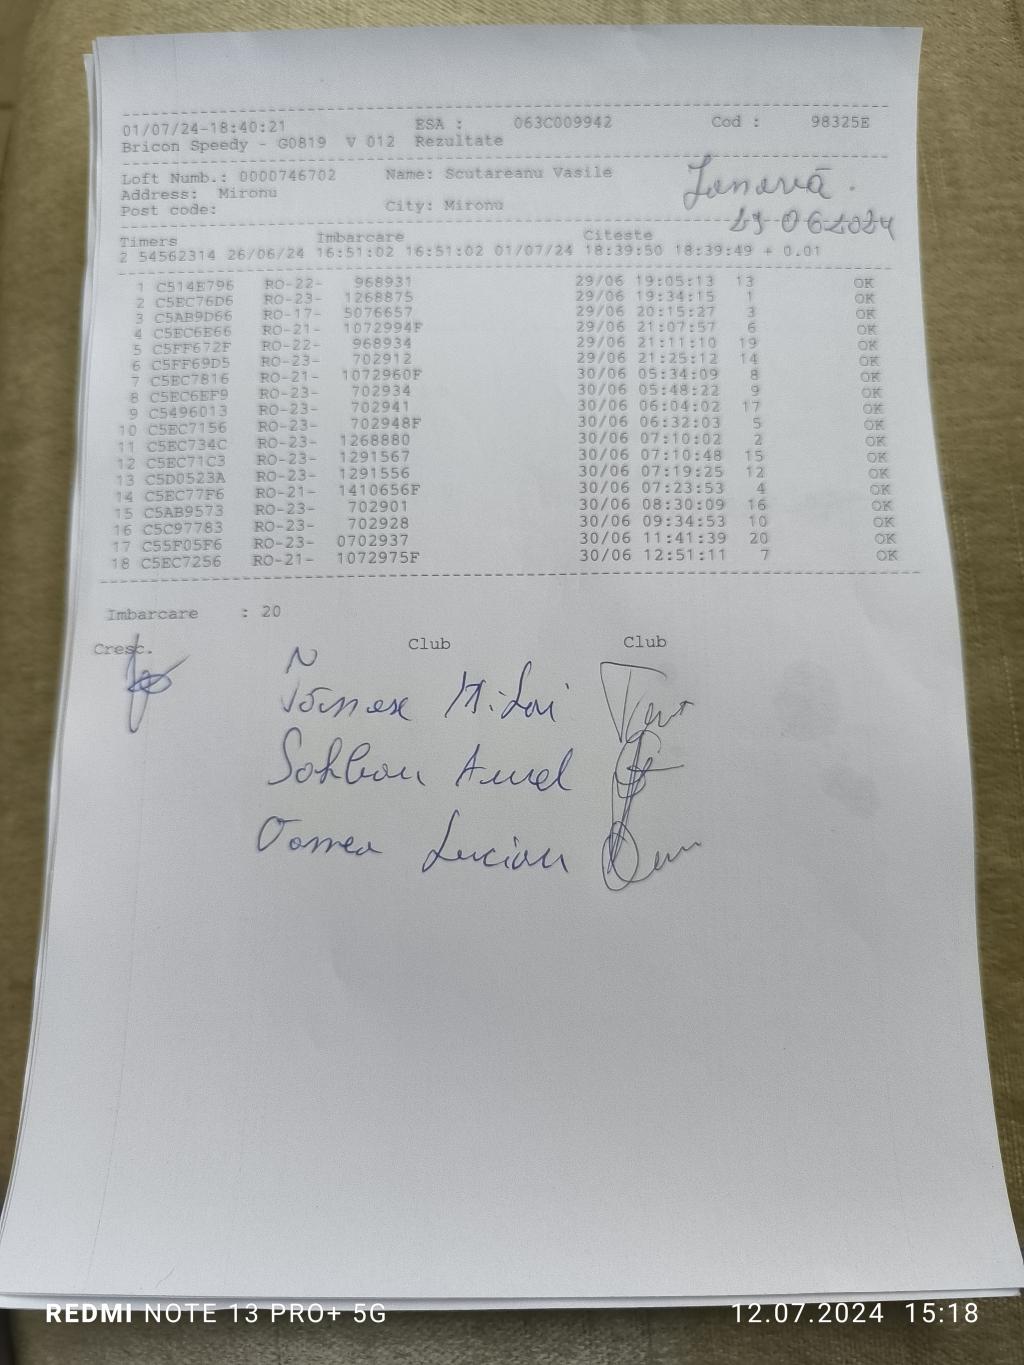 01/07/24-18:40:21 ESA : 063C009942 Cod : 98325E
Bricon Speedy - G0819 V 012 Rezultate
Loft Numb.: 0000746702 Name: Scutareanu Vasile
Address: Mironu
Post code: City: Mironu
29-06-2024
Timers Imbarcare Citeste
2 54562314 26/06/24 16:51:02 16:51:02 01/07/24 18:39:50 18:39:49 + 0.01
1 C514E796 RO-22- 968931 29/06 19:05:13 13 OK
2 C5EC76D6 RO-23- 1268875 29/06 19:34:15 1 OK
3 C5AB9D66 RO-17- 5076657 29/06 20:15:27 3 OK
4 C5EC6E66 RO-21- 1072994F 29/06 21:07:57 6 OK
5 C5FF672F RO-22- 968934 29/06 21:11:10 19 OK
6 C5FF69D5 RO-23- 702912 29/06 21:25:12 14 OK
7 C5EC7816 RO-21- 1072960F 30/06 05:34:09 8 OK
8 C5EC6EF9 RO-23- 702934 30/06 05:48:22 9 OK
9 C5496013 RO-23- 702941 30/06 06:04:02 17 OK
10 C5EC7156 RO-23- 702948F 30/06 06:32:03 5 OK
11 C5EC734C RO-23- 1268880 30/06 07:10:02 2 OK
12 C5EC71C3 RO-23- 1291567 30/06 07:10:48 15 OK
13 C5D0523A RO-23- 1291556 30/06 07:19:25 12 OK
14 C5EC77F6 RO-21- 1410656F 30/06 07:23:53 4 OK
15 C5AB9573 RO-23- 702901 30/06 08:30:09 16 OK
16 C5C97783 RO-23- 702928 30/06 09:34:53 10 OK
17 C55F05F6 RO-23- 0702937 30/06 11:41:39 20 OK
18 C5EC7256 RO-21- 1072975F 30/06 12:51:11 7 OK
Imbarcare : 20
Cresc. Club Club
Aurel
Lucian
REDMI NOTE 13 PRO+ 5G 12.07.2024 15:18